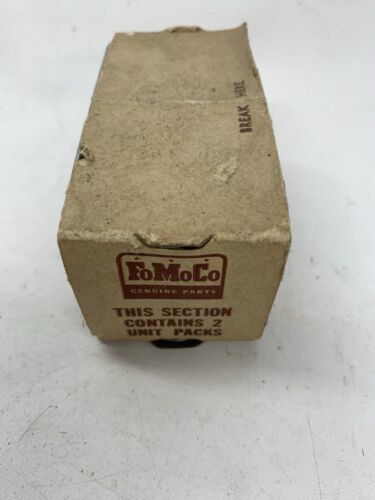 BREAK HERE
FoMoCo
GENUINE PARTS
THIS SECTION
CONTAINS 2
UNIT PACKS